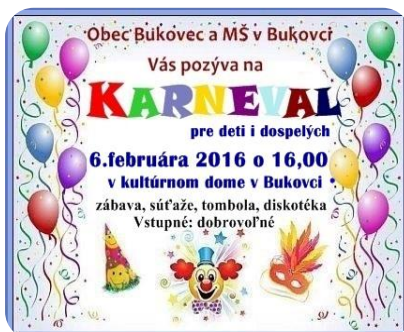 Obec Bukovec a MŠ v Bukovci
Vás pozýva na
KARNEVAL
pre deti i dospelých
6.februára 2016 o 16,00
v kultúrnom dome v Bukovci
zábava, súťaže, tombola, diskotéka
Vstupné: dobrovoľné